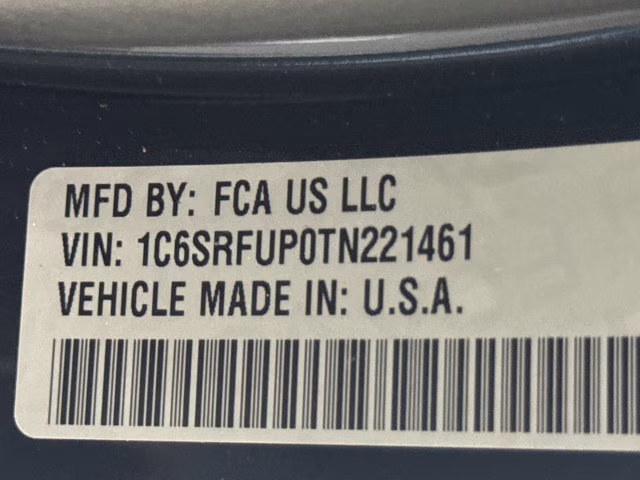 MFD BY: FCA US LLC
VIN: 1C6SRFUP0TN221461
VEHICLE MADE IN: U.S.A.